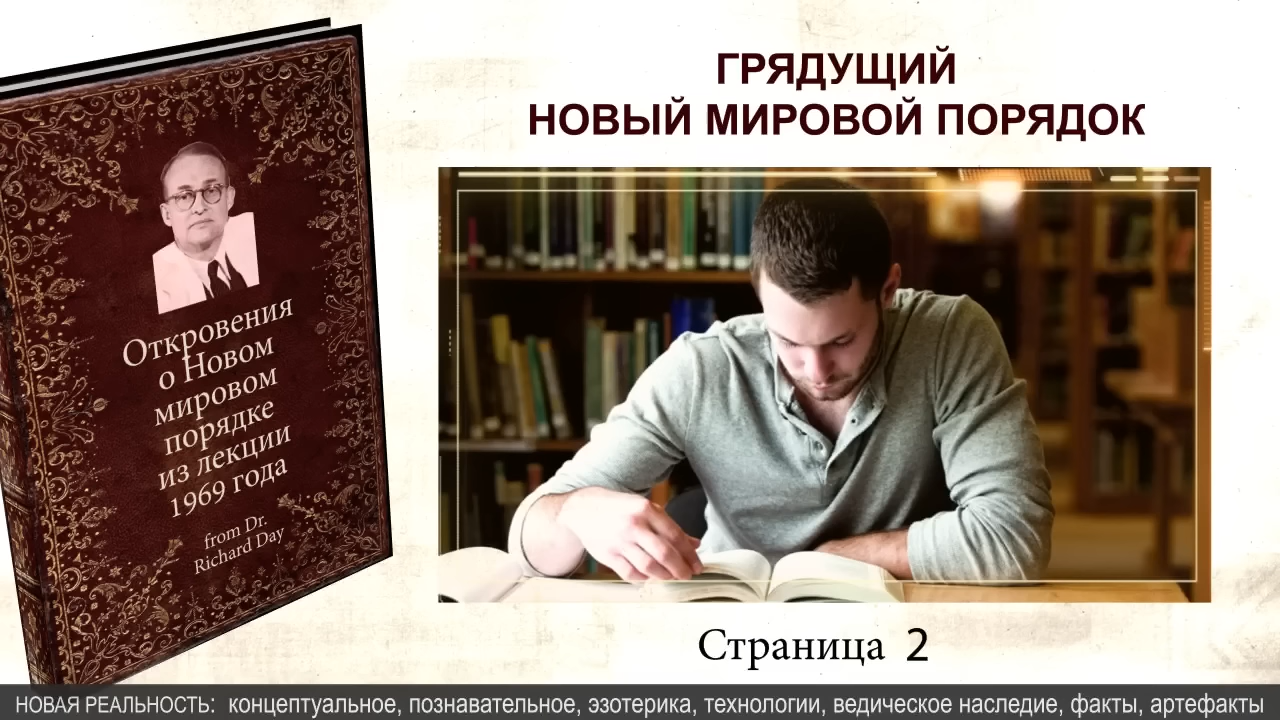 ГРЯДУЩИЙ
НОВЫЙ МИРОВОЙ ПОРЯДОК
Откровения
о Новом
мировом
порядке
из лекции
1969 года
from Dr.
Richard Day
Страница 2
НОВАЯ РЕАЛЬНОСТЬ: концептуальное, познавательное, эзотерика, технологии, ведическое наследие, факты, артефакты